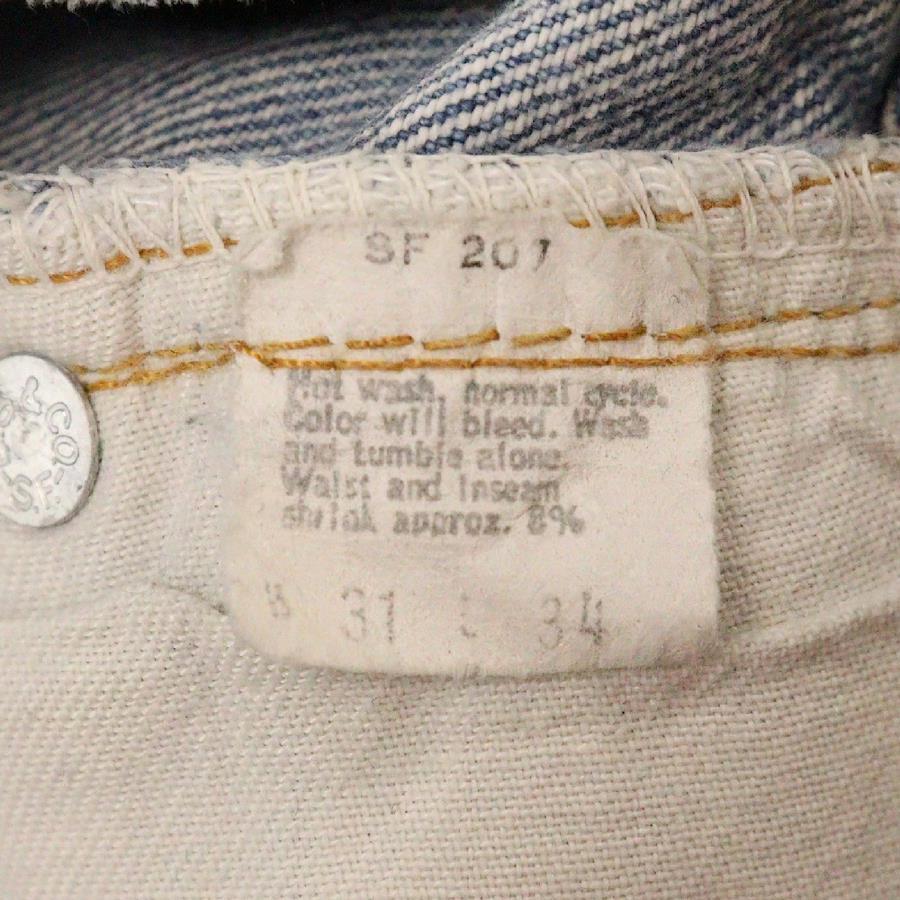 SF 207
Hot wash, normal cycle.
Color will bleed. Wash
and tumble alone.
Waist and inseam
shrink approx. 8%
W 31 L 34
CO.
S.F.